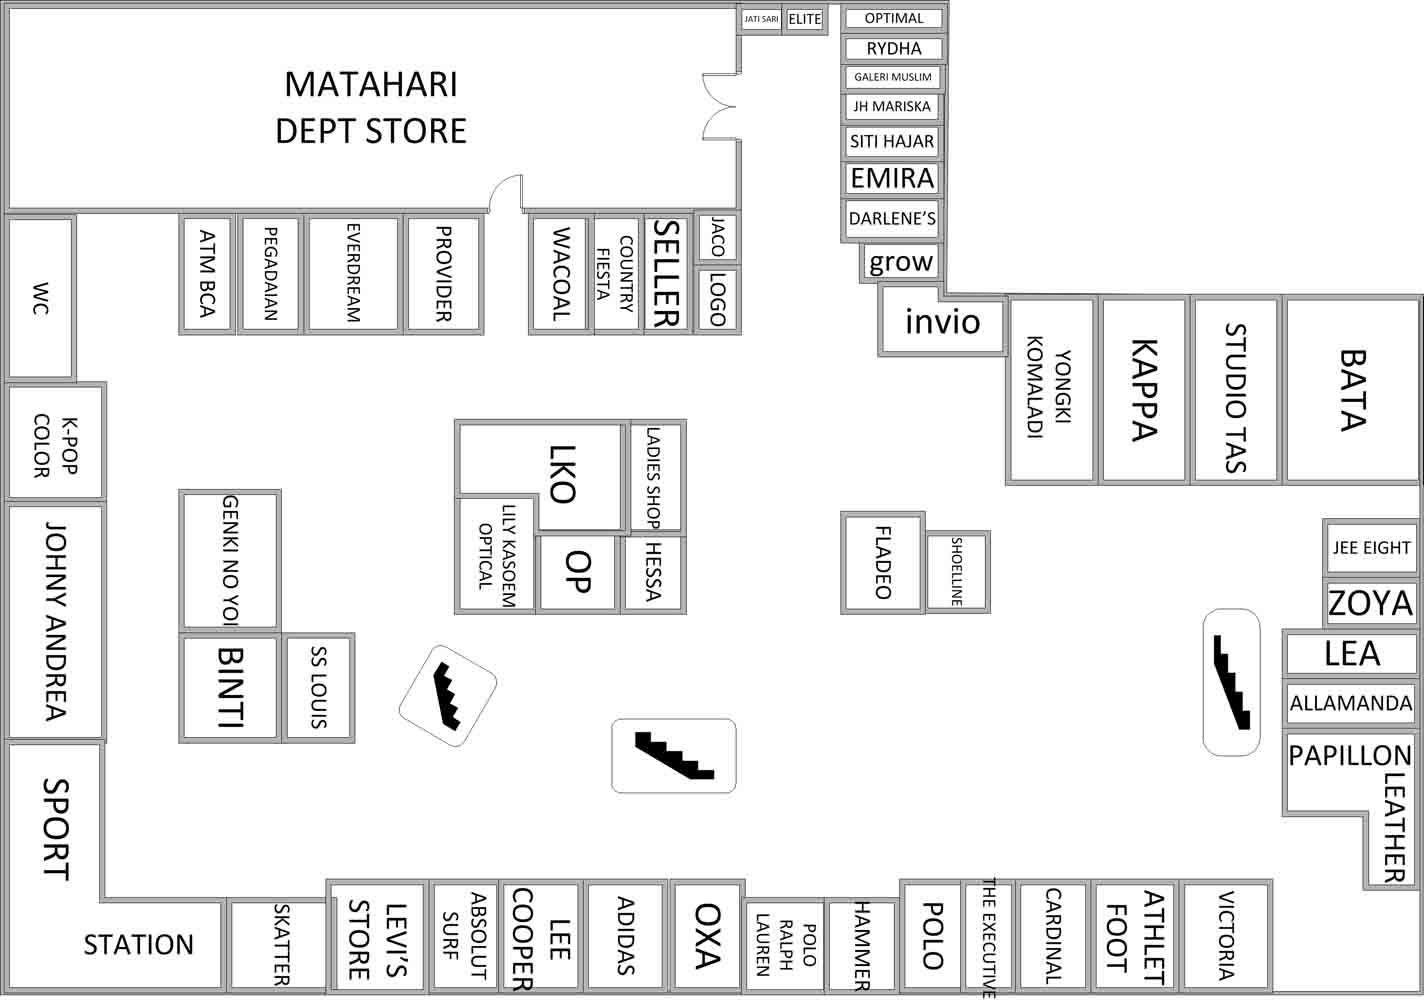 MATAHARI
DEPT STORE
JATI SARI
ELITE
OPTIMAL
RYDHA
GALERI MUSLIM
JH MARISKA
SITI HAJAR
EMIRA
DARLENE'S
grow
invio
WC
ATM BCA
PEGADAIAN
EVERDREAM
PROVIDER
WACOAL
COUNTRY
FIESTA
SELLER
JACO
LOGO
YONGKI
KOMALADI
KAPPA
STUDIO TAS
BATA
K-POP
COLOR
JOHNY ANDREA
GENKI NO YOI
BINTI
SS LOUIS
LKO
LADIES SHOP
LILY KASOEM
OPTICAL
OP
HESSA
FLADEO
SHOELLINE
JEE EIGHT
ZOYA
LEA
ALLAMANDA
PAPILLON
LEATHER
SPORT
STATION
SKATTER
LEVI'S
STORE
ABSOLUT
SURF
LEE
COOPER
ADIDAS
OXA
POLO
RALPH
LAUREN
HAMMER
POLO
THE EXECUTIVE
CARDINAL
ATHLET
FOOT
VICTORIA